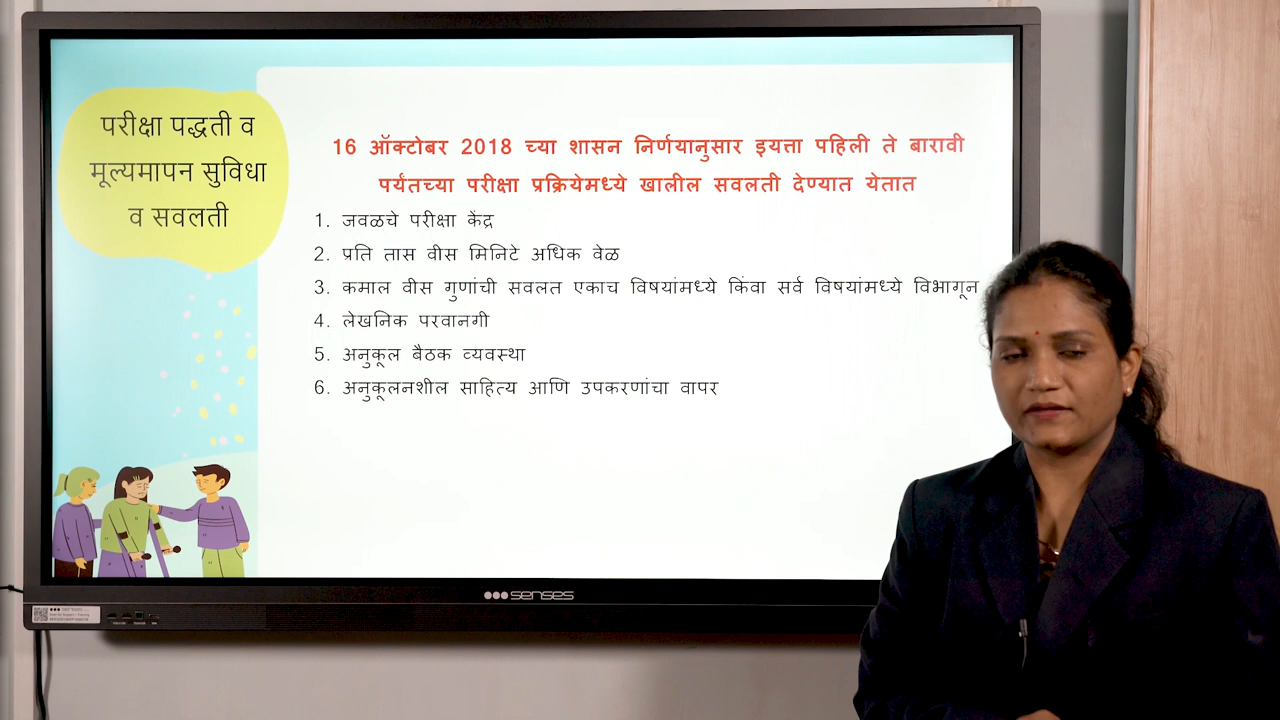 परीक्षा पद्धती व
मूल्यमापन सुविधा
व सवलती
16 ऑक्टोबर 2018 च्या शासन निर्णयानुसार इयत्ता पहिली ते बारावी
पर्यंतच्या परीक्षा प्रक्रियेमध्ये खालील सवलती देण्यात येतात
1. जवळचे परीक्षा केंद्र
2. प्रति तास वीस मिनिटे अधिक वेळ
3. कमाल वीस गुणांची सवलत एकाच विषयांमध्ये किंवा सर्व विषयांमध्ये विभागून
4. लेखनिक परवानगी
5. अनुकूल बैठक व्यवस्था
6. अनुकूलनशील साहित्य आणि उपकरणांचा वापर
senses